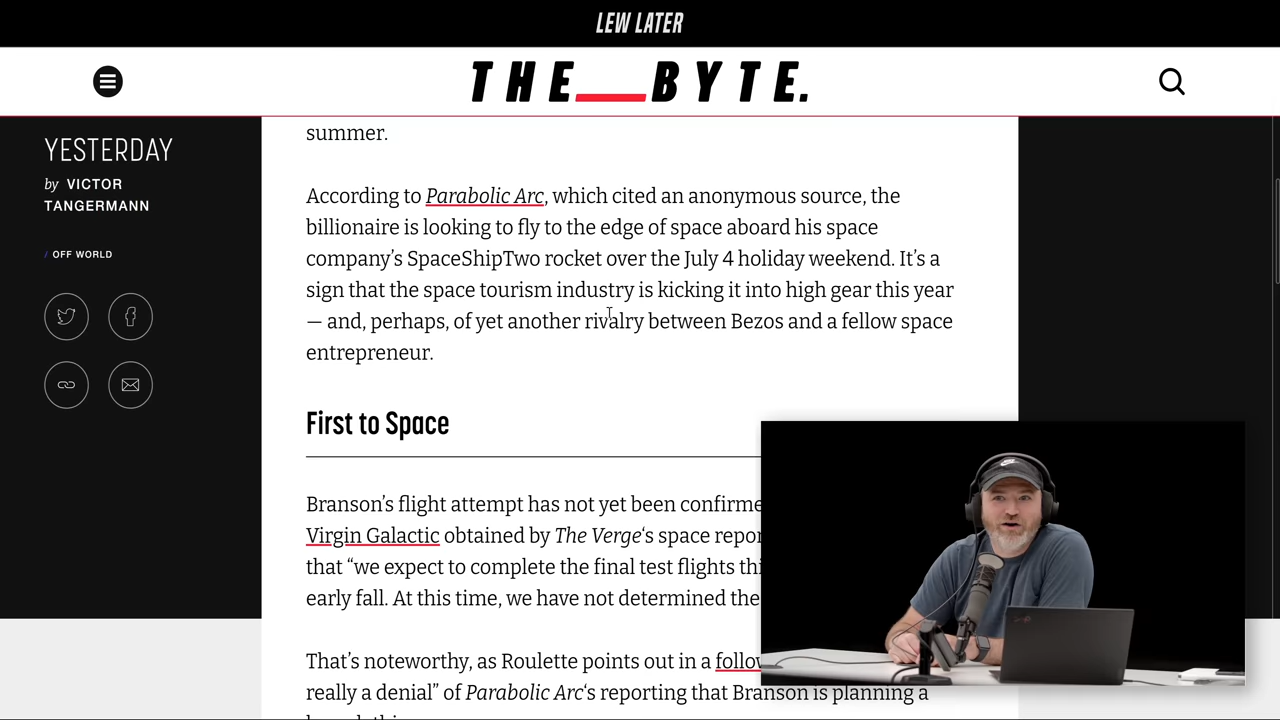 LEW LATER
THE__BYTE.
YESTERDAY
by VICTOR
TANGERMANN
/ OFF WORLD
summer.
According to Parabolic Arc, which cited an anonymous source, the
billionaire is looking to fly to the edge of space aboard his space
company’s SpaceShipTwo rocket over the July 4 holiday weekend. It’s a
sign that the space tourism industry is kicking it into high gear this year
— and, perhaps, of yet another rivalry between Bezos and a fellow space
entrepreneur.
First to Space
Branson’s flight attempt has not yet been confirme
Virgin Galactic obtained by The Verge‘s space repor
that “we expect to complete the final test flights thi
early fall. At this time, we have not determined the
That’s noteworthy, as Roulette points out in a follow
really a denial” of Parabolic Arc‘s reporting that Branson is planning a